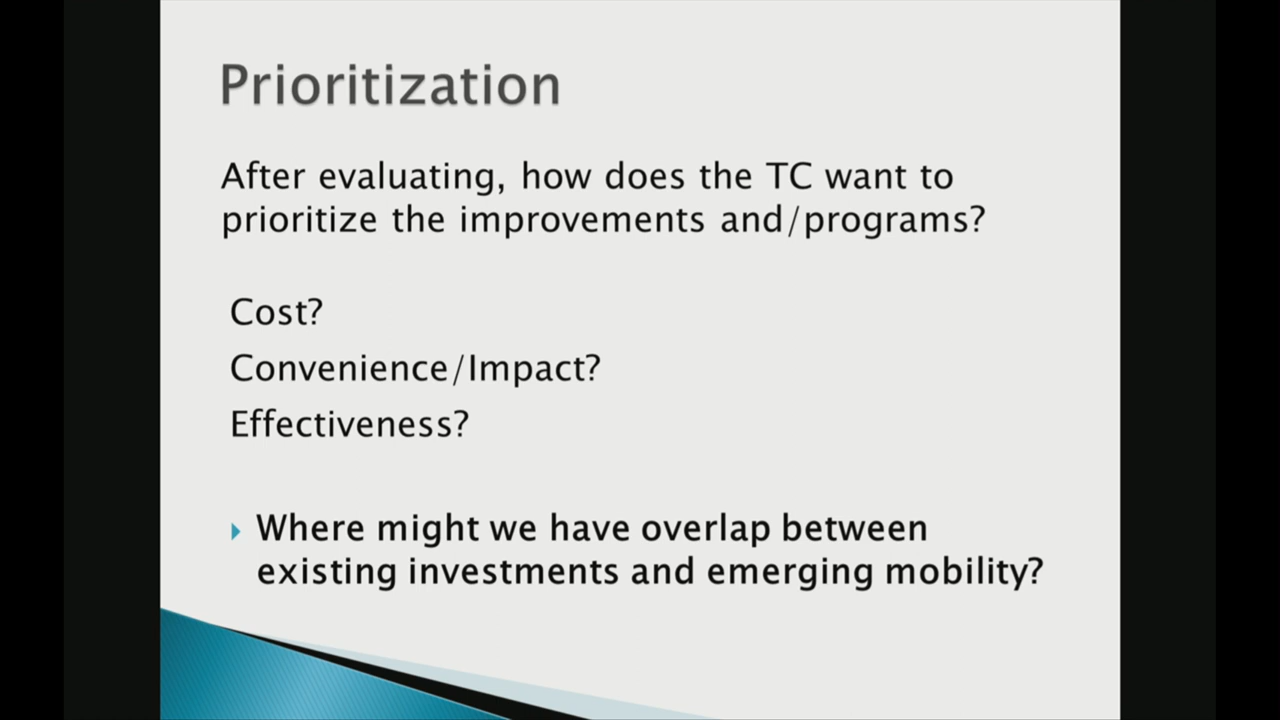 Prioritization
After evaluating, how does the TC want to
prioritize the improvements and/programs?
Cost?
Convenience/Impact?
Effectiveness?
Where might we have overlap between
existing investments and emerging mobility?